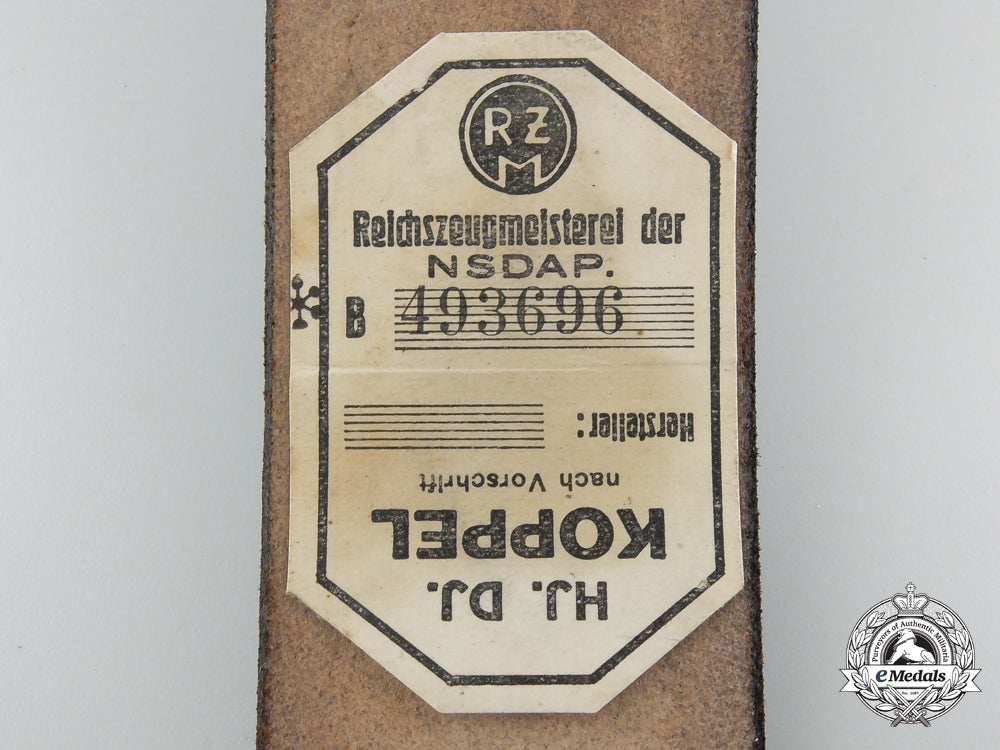 RZM
Reichszeugmeisterei der
NSDAP.
B 493696
HJ. DJ.
KOPPEL
nach Vorschrift
Hersteller:
Purveyors of Authentic Militaria
eMedals